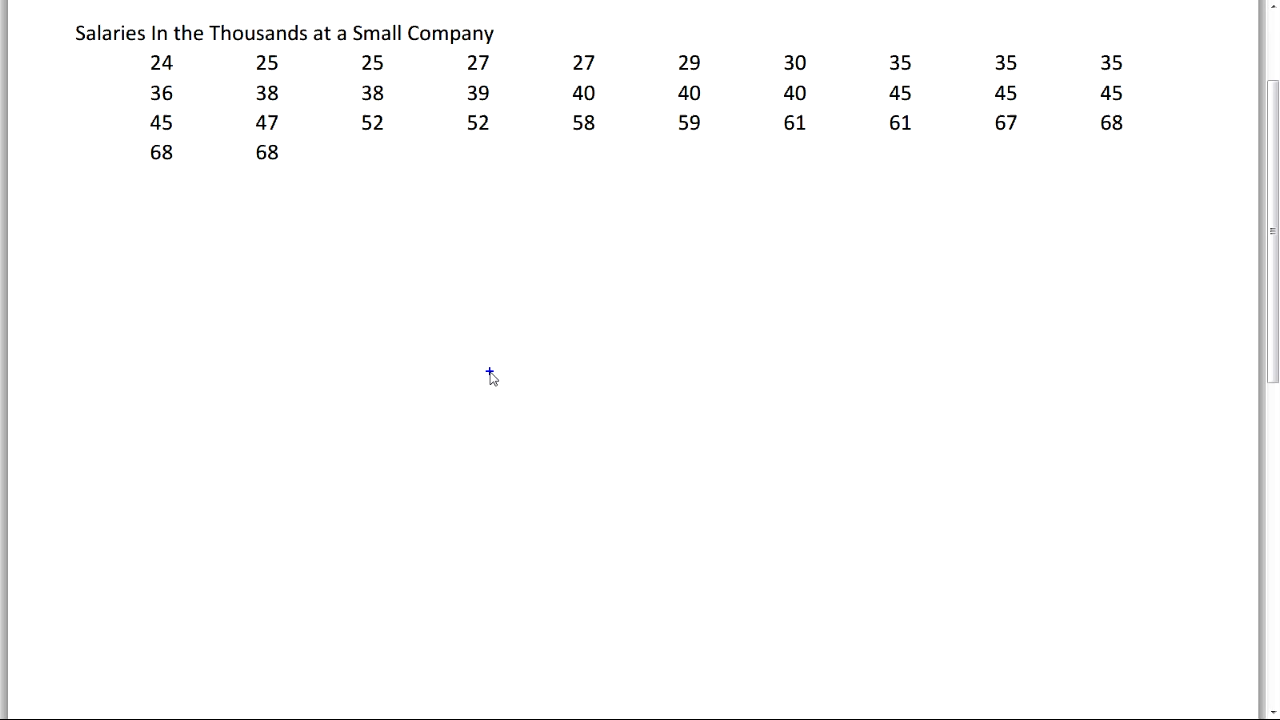 Salaries In the Thousands at a Small Company
24 25 25 27 27 29 30 35 35 35
36 38 38 39 40 40 40 45 45 45
45 47 52 52 58 59 61 61 67 68
68 68